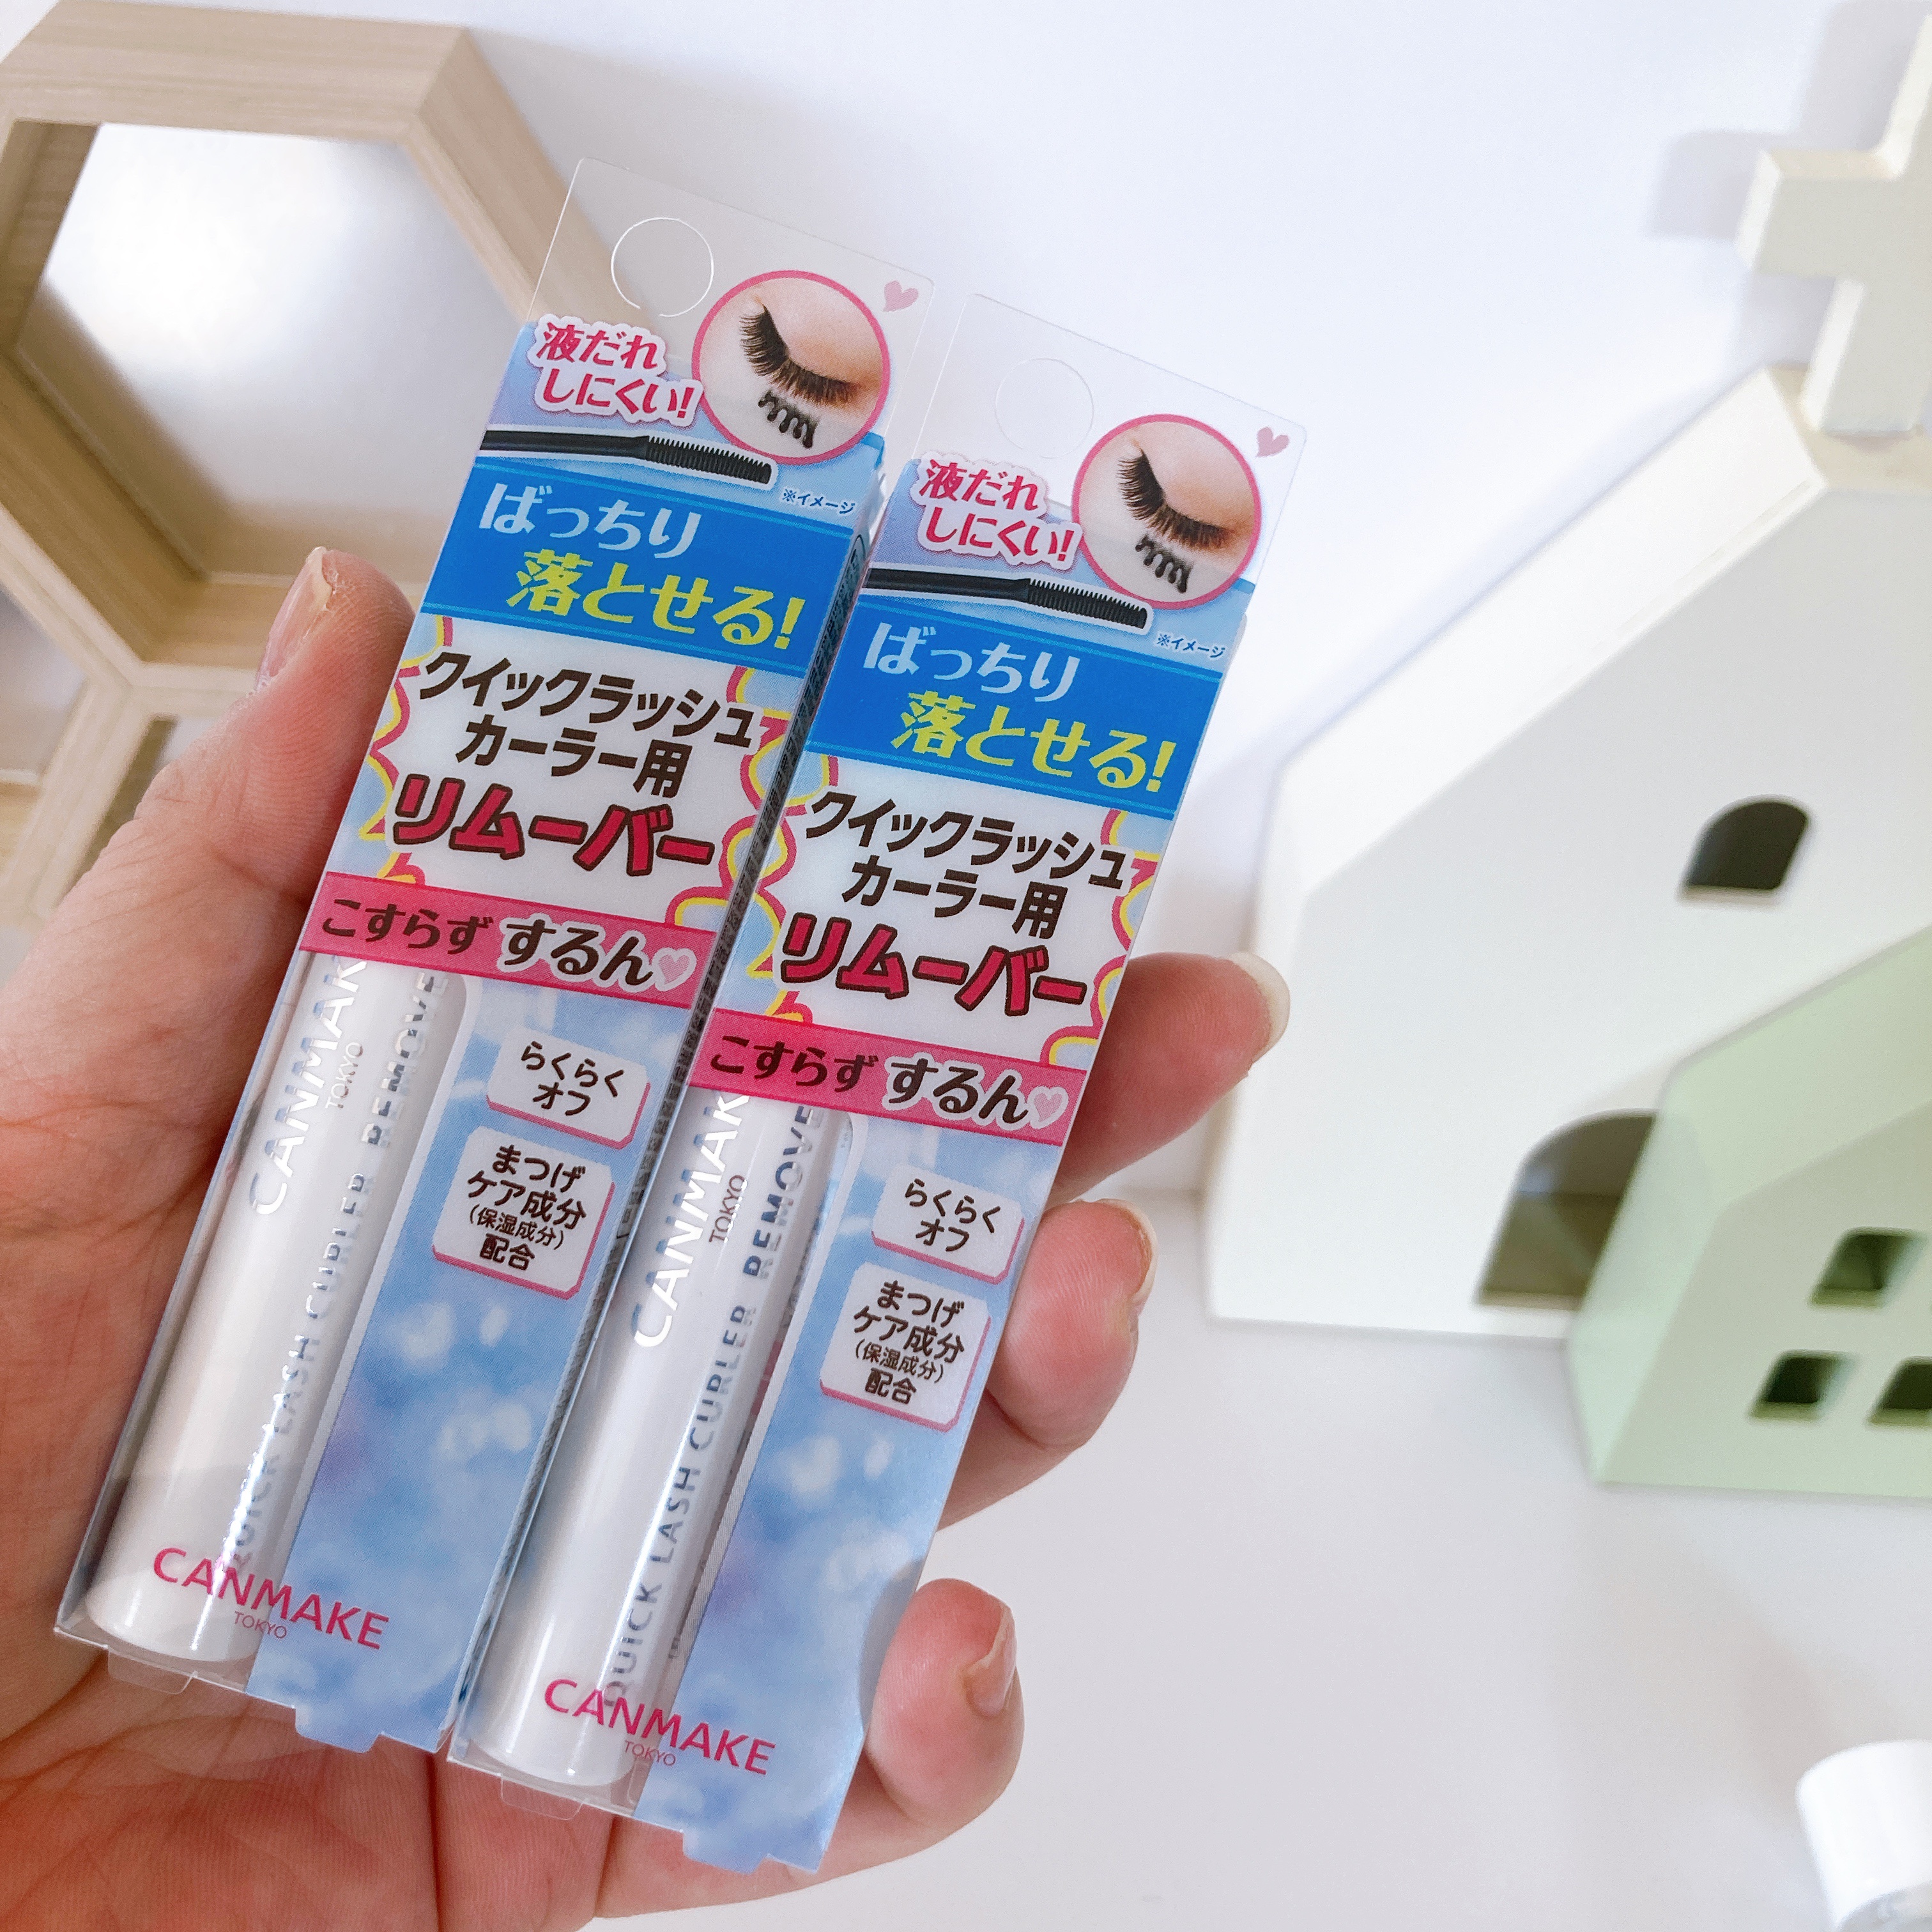 液だれ
しにくい!
※イメージ
ばっちり
落とせる!
クイックラッシュ
カーラー用
リムーバー
こすらず するん♡
らくらく
オフ
まつげ
ケア成分
(保湿成分)
配合
CANMAK
TOKYO
QUICK LASH CURLER REMOVE
CANMAKE
TOKYO
液だれ
しにくい!
※イメージ
ばっちり
落とせる!
クイックラッシュ
カーラー用
リムーバー
こすらず するん♡
らくらく
オフ
まつげ
ケア成分
(保湿成分)
配合
CANMAK
TOKYO
QUICK LASH CURLER REMOVE
CANMAKE
TOKYO